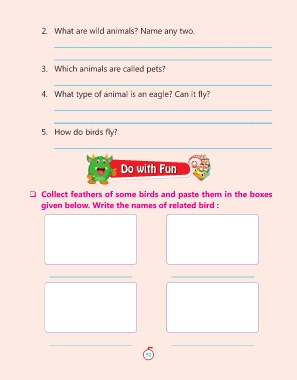 2. What are wild animals? Name any two.
3. Which animals are called pets?
4. What type of animal is an eagle? Can it fly?
5. How do birds fly?
Do with Fun
❑ Collect feathers of some birds and paste them in the boxes
given below. Write the names of related bird :